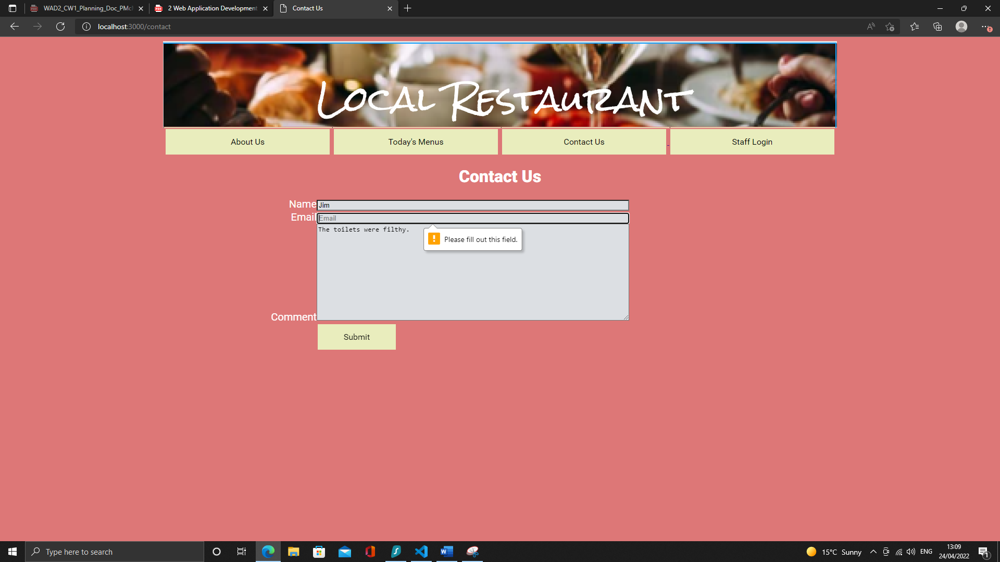 WAD2_CW1_Planning_Doc_PMc
2 Web Application Development
Contact Us
localhost:3000/contact
Local Restaurant
About Us
Today's Menus
Contact Us
Staff Login
Contact Us
Name
Jim
Email
Email
The toilets were filthy.
Please fill out this field.
Comment
Submit
Type here to search
15°C Sunny
ENG
13:09
24/04/2022
1